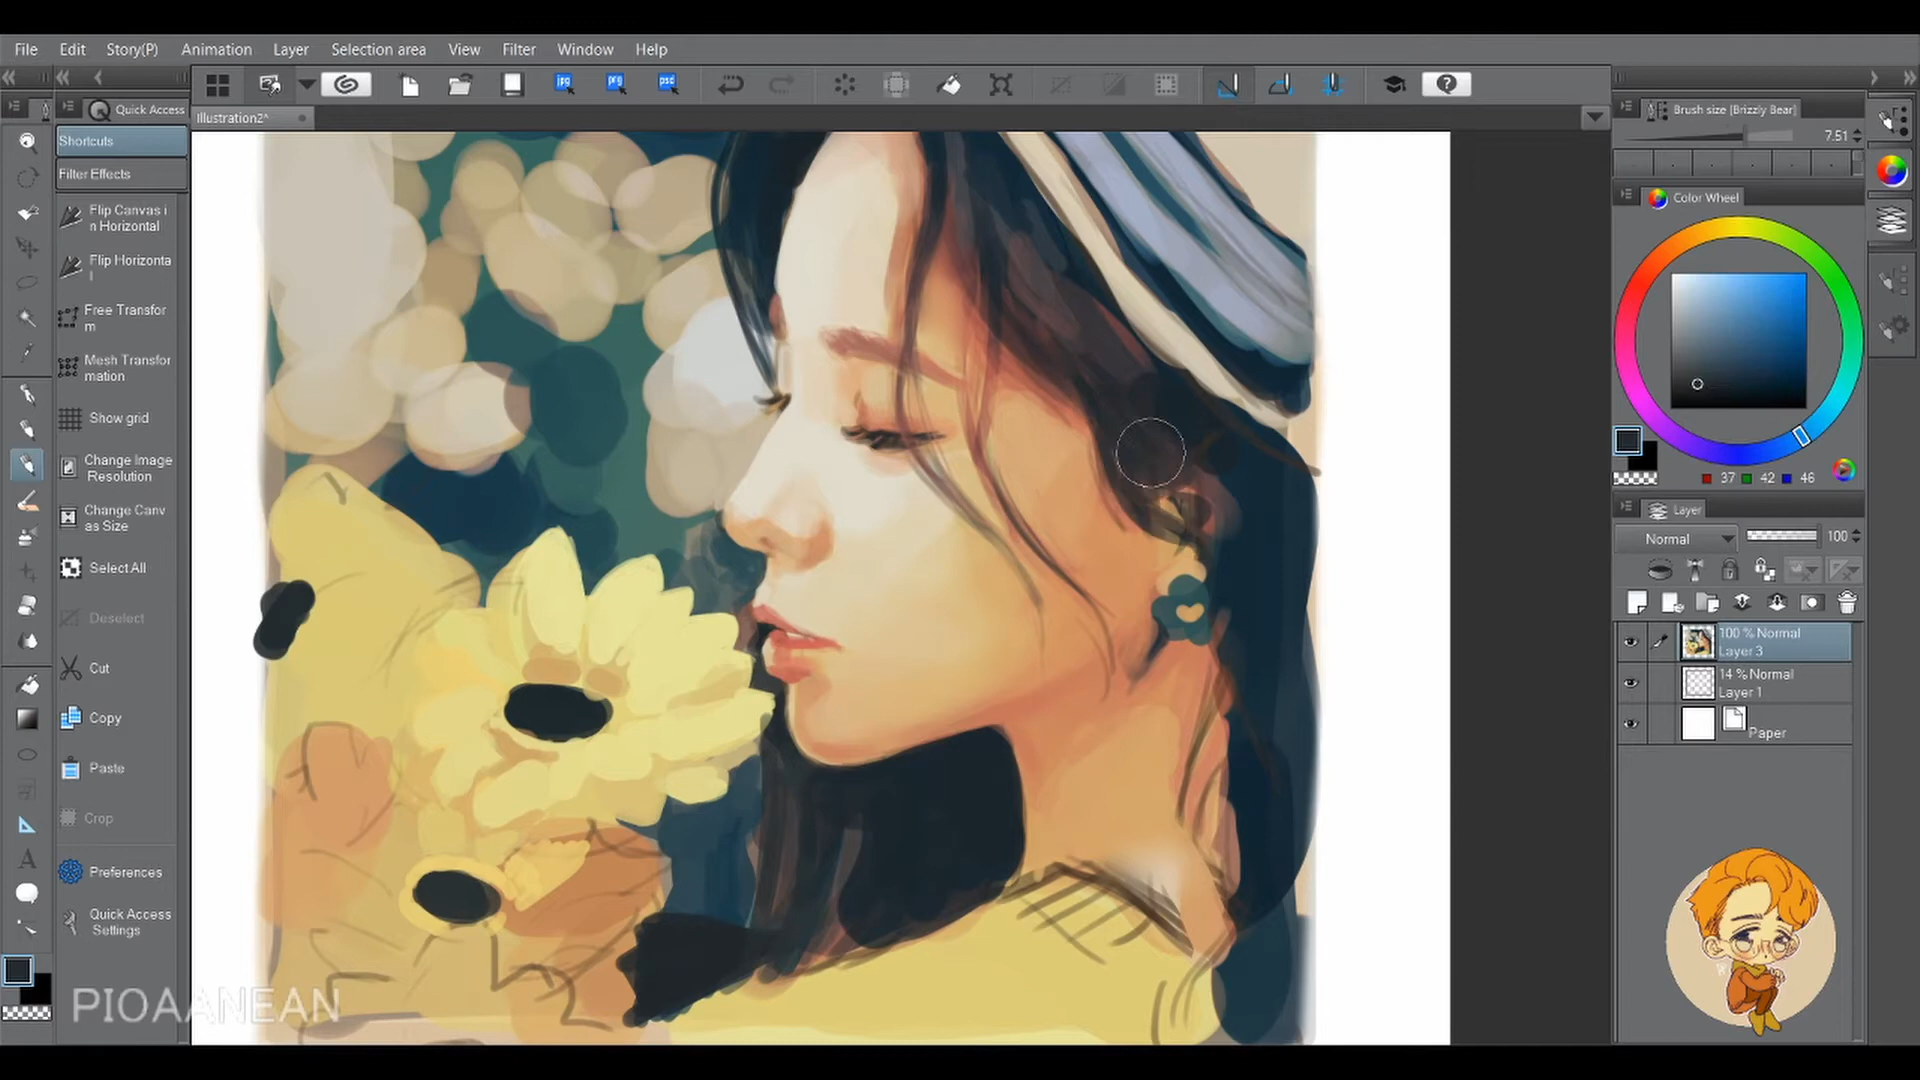 File Edit Story(P) Animation Layer Selection area View Filter Window Help
Quick Access
Shortcuts
Filter Effects
Flip Canvas i
n Horizontal
Flip Horizonta
l
Free Transfor
m
Mesh Transfor
mation
Show grid
Change Image
Resolution
Change Canv
as Size
Select All
Deselect
Cut
Copy
Paste
Crop
Preferences
Quick Access
Settings
jpg png psd
Illustration2*
Brush size [Brizzly Bear]
7.51
Color Wheel
37 42 46
Layer
Normal 100
100 % Normal
Layer 3
14 % Normal
Layer 1
Paper
A
PIOAANEAN